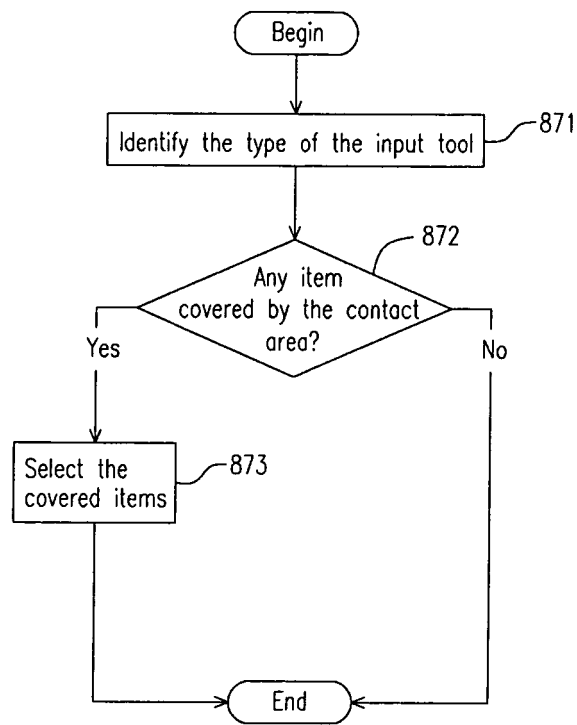 Begin
Identify the type of the input tool
871
872
Any item
covered by the contact
area?
Yes
No
Select the
covered items
873
End